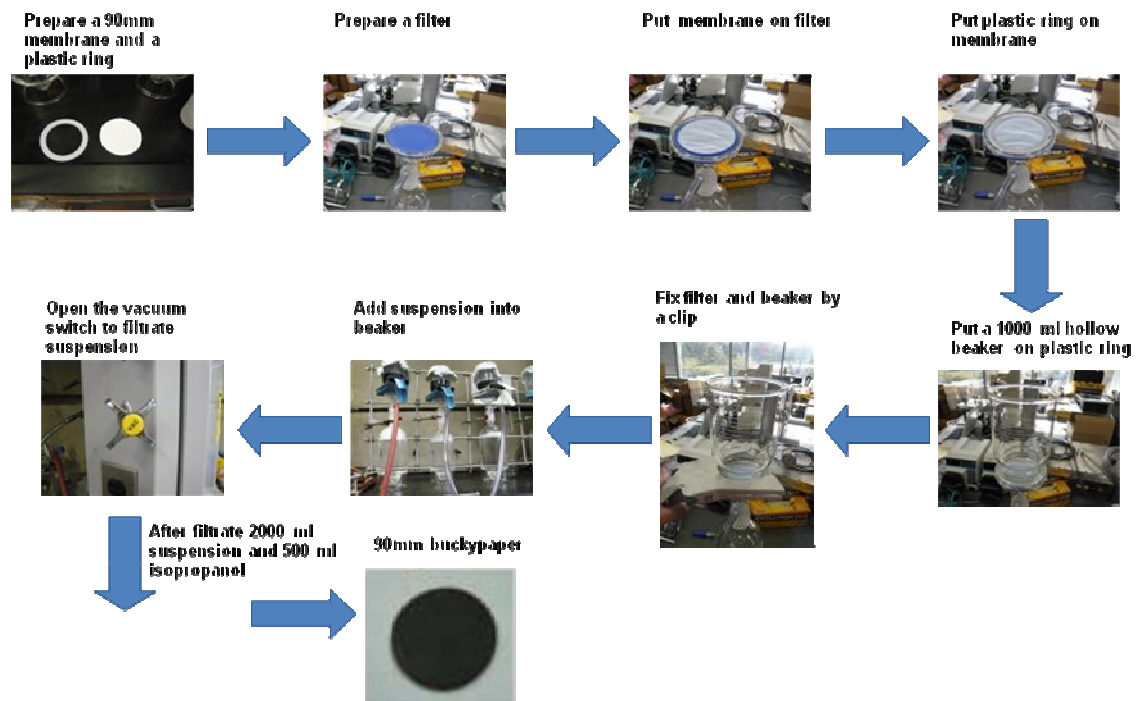 Prepare a 90mm
membrane and a
plastic ring
Prepare a filter
Put membrane on filter
Put plastic ring on
membrane
Put a 1000 ml hollow
beaker on plastic ring
Fix filter and beaker by
a clip
Add suspension into
beaker
Open the vacuum
switch to filtrate
suspension
VAC
After filtrate 2000 ml
suspension and 500 ml
isopropanol
90mm buckypaper